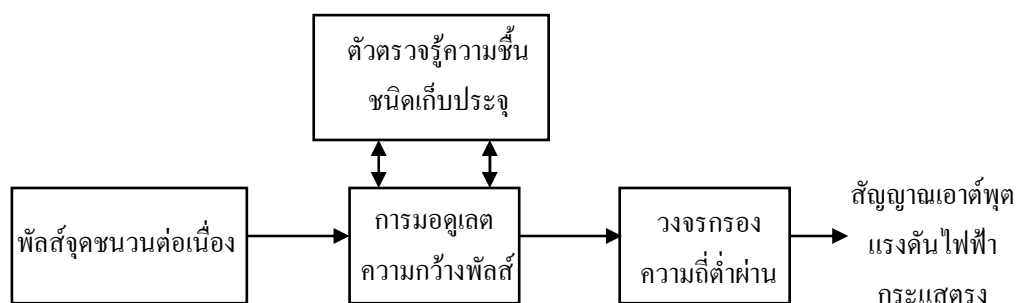 ตัวตรวจรู้ความชื้น
ชนิดเก็บประจุ
พัลส์จุดชนวนต่อเนื่อง
การมอดูเลต
ความกว้างพัลส์
วงจรกรอง
ความถี่ต่ำผ่าน
สัญญาณเอาต์พุต
แรงดันไฟฟ้า
กระแสตรง